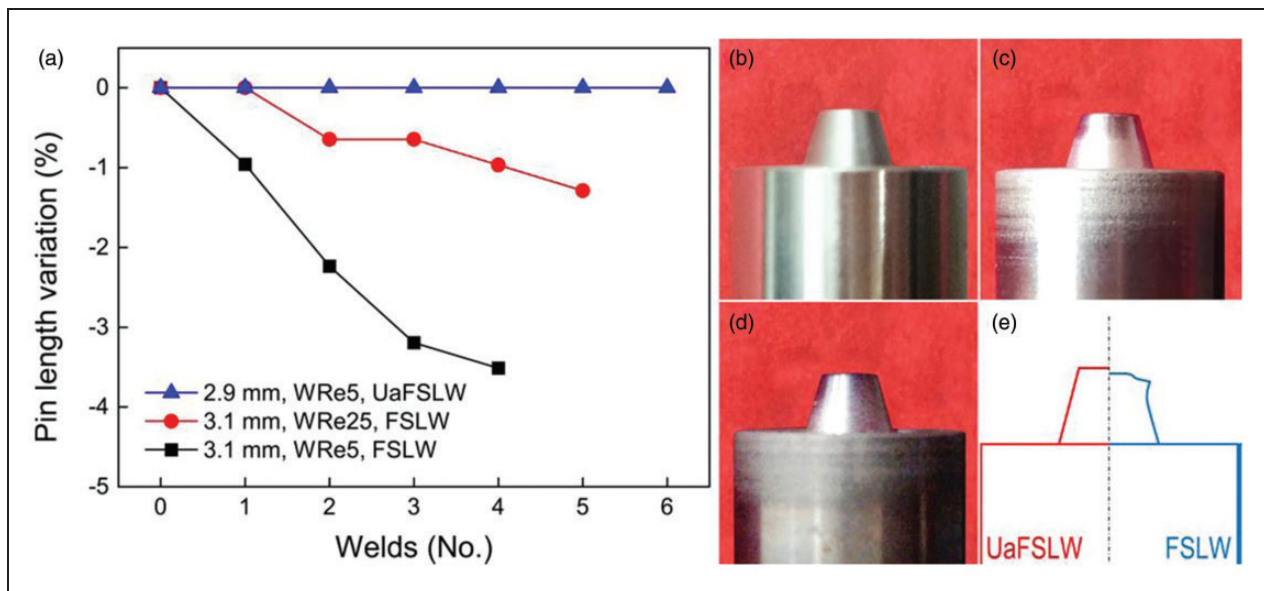 (a)
Pin length variation (%)
0
-1
-2
-3
-4
-5
2.9 mm, WRe5, UaFSLW
3.1 mm, WRe25, FSLW
3.1 mm, WRe5, FSLW
0 1 2 3 4 5 6
Welds (No.)
(b)
(c)
(d)
(e)
UaFSLW
FSLW